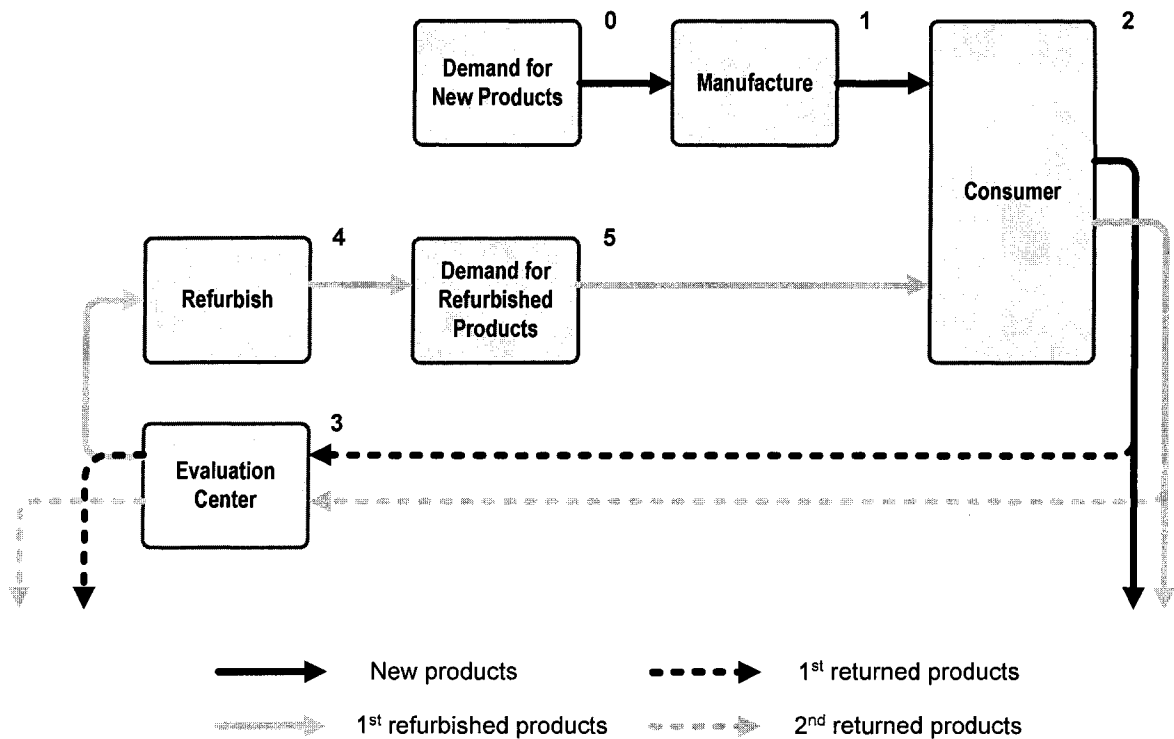 0
1
2
Demand for
New Products
Manufacture
Consumer
4
5
Refurbish
Demand for
Refurbished
Products
3
Evaluation
Center
New products
1st returned products
1st refurbished products
2nd returned products